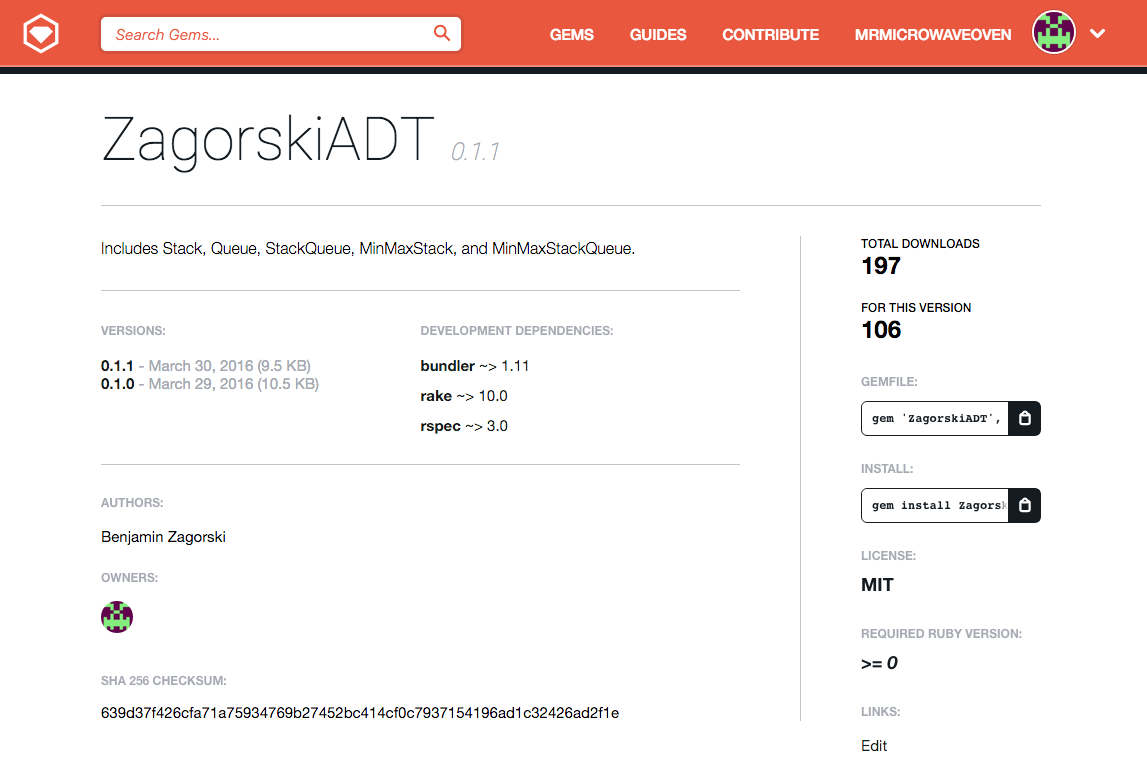 Search Gems...
GEMS
GUIDES
CONTRIBUTE
MRMICROWAVEOVEN
ZagorskiADT 0.1.1
Includes Stack, Queue, StackQueue, MinMaxStack, and MinMaxStackQueue.
VERSIONS:
0.1.1 - March 30, 2016 (9.5 KB)
0.1.0 - March 29, 2016 (10.5 KB)
DEVELOPMENT DEPENDENCIES:
bundler ~> 1.11
rake ~> 10.0
rspec ~> 3.0
AUTHORS:
Benjamin Zagorski
OWNERS:
SHA 256 CHECKSUM:
639d37f426cfa71a75934769b27452bc414cf0c7937154196ad1c32426ad2f1e
TOTAL DOWNLOADS
197
FOR THIS VERSION
106
GEMFILE:
gem 'ZagorskiADT',
INSTALL:
gem install Zagorsk
LICENSE:
MIT
REQUIRED RUBY VERSION:
>= 0
LINKS:
Edit